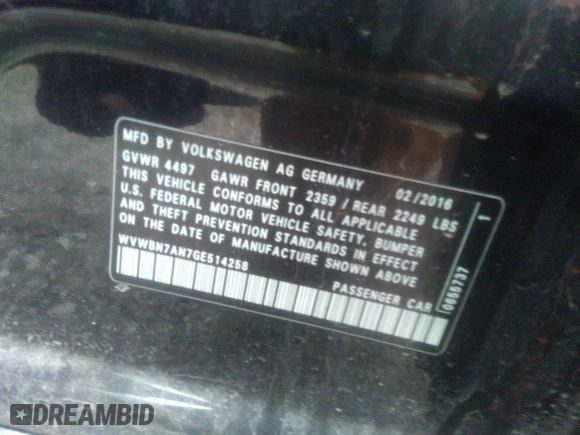 MFD BY VOLKSWAGEN AG GERMANY 02/2016
GVWR 4497 GAWR FRONT 2359 / REAR 2249 LBS
THIS VEHICLE CONFORMS TO ALL APPLICABLE
U.S. FEDERAL MOTOR VEHICLE SAFETY, BUMPER
AND THEFT PREVENTION STANDARDS IN EFFECT
ON THE DATE OF MANUFACTURE SHOWN ABOVE
WVWBN7AN7GE514258 PASSENGER CAR
DREAMBID